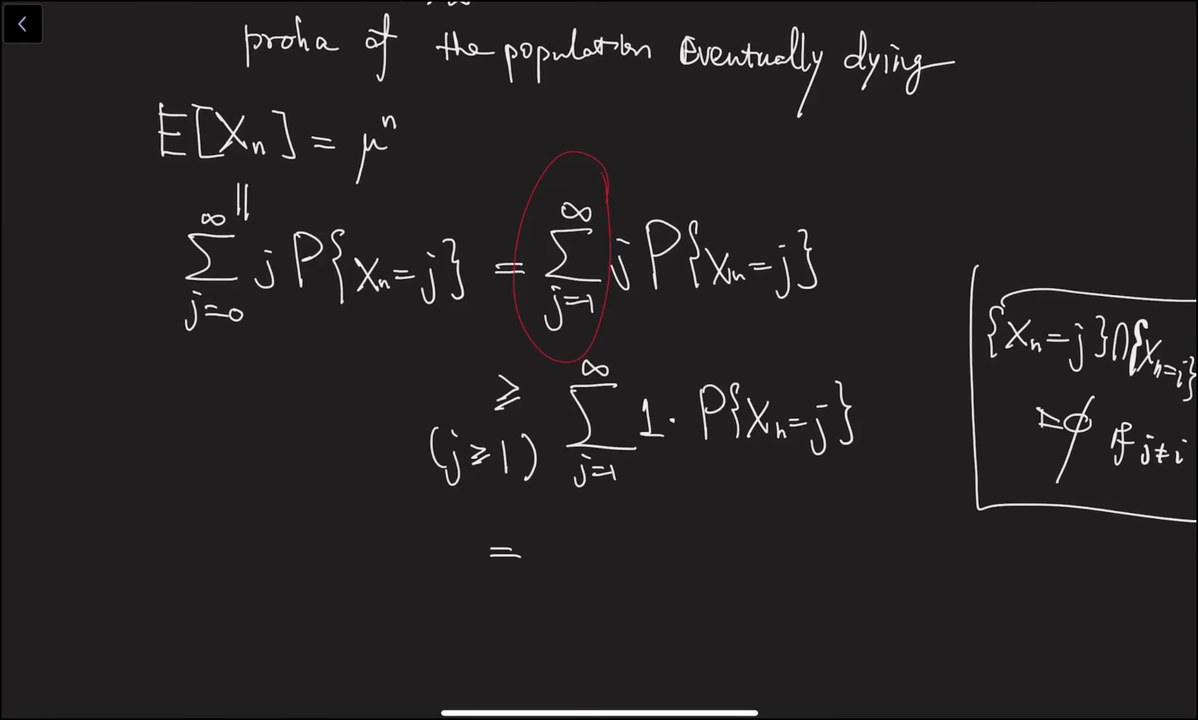 proba of the population eventually dying
E[Xn] = μ^n
||
∞ ∑ j=0 j P{Xn=j} = ∞ ∑ j=1 j P{Xn=j}
≥ (j≥1) ∞ ∑ j=1 1. P{Xn=j}
=
{Xn=j}∩{Xn=i}
= ∅ if j≠i